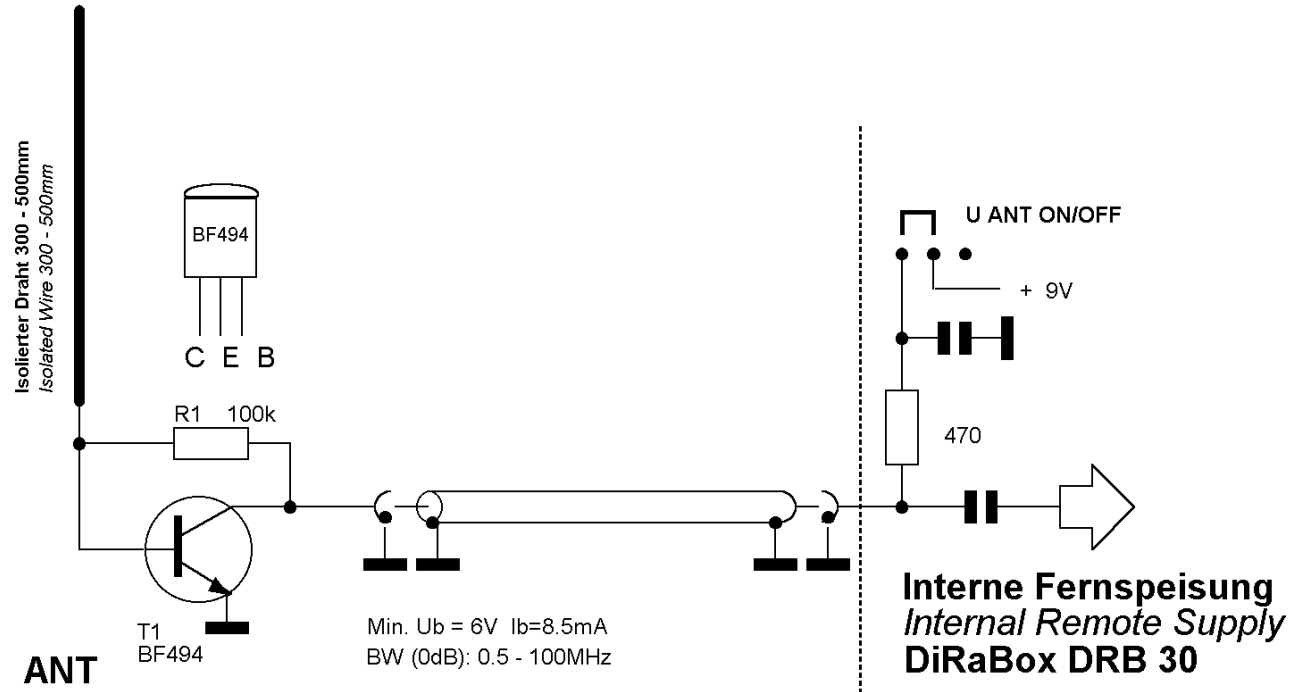 Isolierter Draht 300 - 500mm
Isolated Wire 300 - 500mm
BF494
C E B
R1 100k
T1
BF494
ANT
Min. Ub = 6V Ib=8.5mA
BW (0dB): 0.5 - 100MHz
U ANT ON/OFF
+ 9V
470
Interne Fernspeisung
Internal Remote Supply
DiRaBox DRB 30